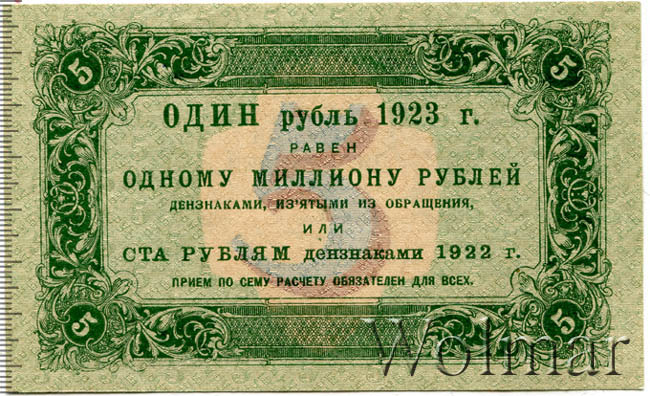 5 5
ОДИН рубль 1923 г.
РАВЕН
ОДНОМУ МИЛЛИОНУ РУБЛЕЙ
ДЕНЗНАКАМИ, ИЗ'ЯТЫМИ ИЗ ОБРАЩЕНИЯ,
ИЛИ
СТА РУБЛЯМ дензнаками 1922 г.
ПРИЕМ ПО СЕМУ РАСЧЕТУ ОБЯЗАТЕЛЕН ДЛЯ ВСЕХ.
5
5 5
Wolmar